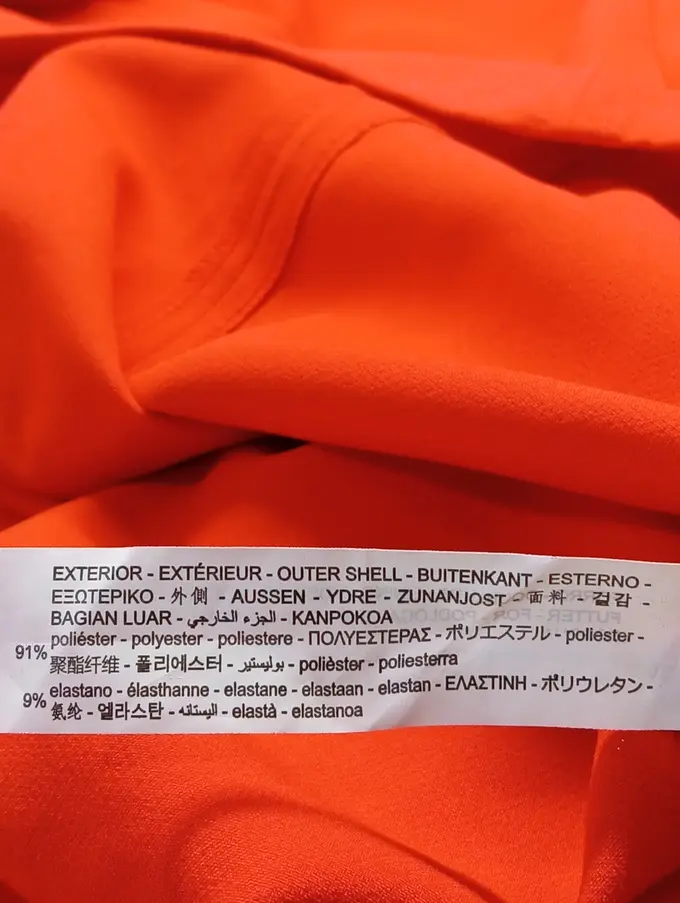 EXTERIOR - EXTÉRIEUR - OUTER SHELL - BUITENKANT - ESTERNO -
ΕΞΩΤΕΡΙΚΟ - 外側 - AUSSEN - YDRE - ZUNANJOST - 面料 - 겉감 -
BAGIAN LUAR - الجزء الخارجي - KANPOKOA
91% poliéster - polyester - poliestere - ΠΟΛΥΕΣΤΕΡΑΣ - ポリエステル - poliester -
聚酯纤维 - 폴리에스터 - بوليستير - polièster - poliesterra
9% elastano - élasthanne - elastane - elastaan - elastan - ΕΛΑΣΤΙΝΗ - ポリウレタン -
氨纶 - 엘라스탄 - اليستانه - elastà - elastanoa